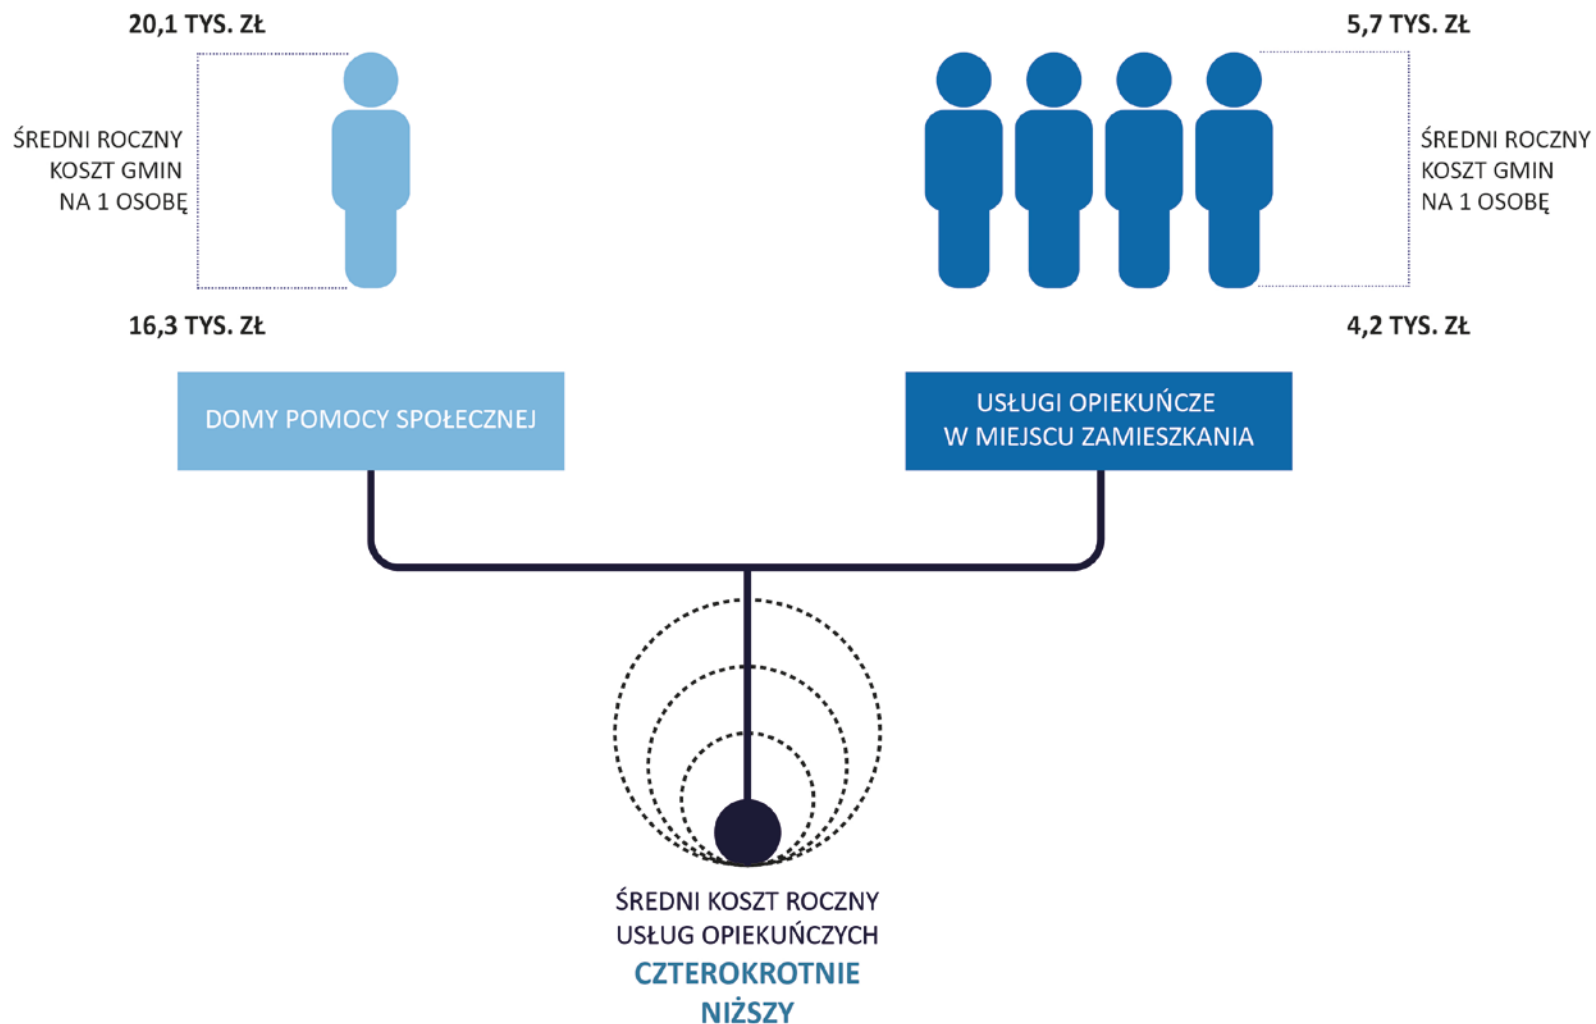 20,1 TYS. ZŁ
ŚREDNI ROCZNY
KOSZT GMIN
NA 1 OSOBĘ
16,3 TYS. ZŁ
DOMY POMOCY SPOŁECZNEJ
5,7 TYS. ZŁ
ŚREDNI ROCZNY
KOSZT GMIN
NA 1 OSOBĘ
4,2 TYS. ZŁ
USŁUGI OPIEKUŃCZE
W MIEJSCU ZAMIESZKANIA
ŚREDNI KOSZT ROCZNY
USŁUG OPIEKUŃCZYCH
CZTEROKROTNIE
NIŻSZY